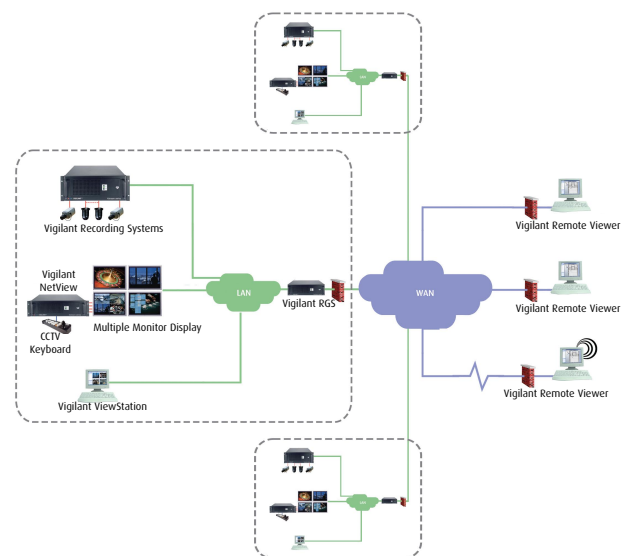 LAN
Vigilant Recording Systems
Vigilant
NetView
CCTV
Keyboard
Multiple Monitor Display
Vigilant ViewStation
LAN
Vigilant RGS
WAN
Vigilant Remote Viewer
Vigilant Remote Viewer
Vigilant Remote Viewer
LAN